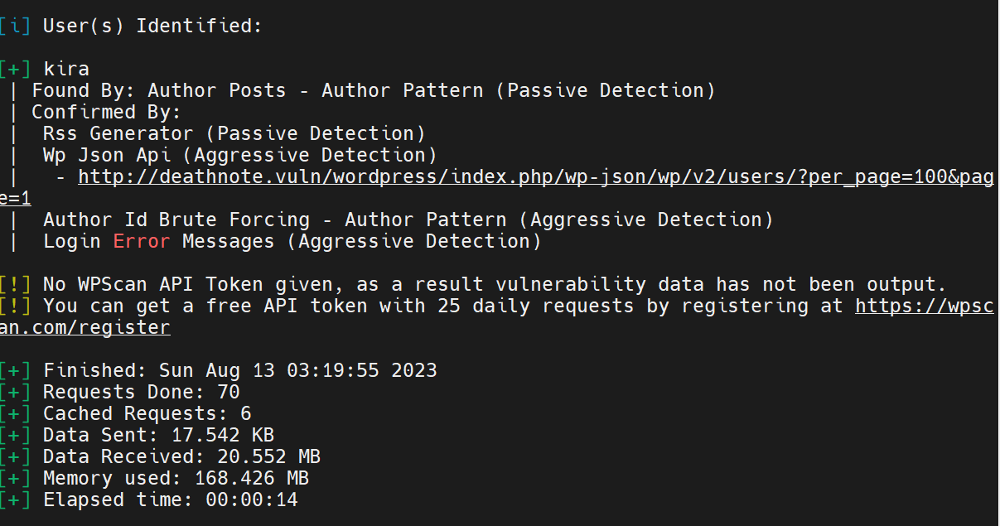 [i] User(s) Identified:
[+] kira
| Found By: Author Posts - Author Pattern (Passive Detection)
| Confirmed By:
|  Rss Generator (Passive Detection)
|  Wp Json Api (Aggressive Detection)
|   - http://deathnote.vuln/wordpress/index.php/wp-json/wp/v2/users/?per_page=100&pag
e=1
|  Author Id Brute Forcing - Author Pattern (Aggressive Detection)
|  Login Error Messages (Aggressive Detection)
[!] No WPScan API Token given, as a result vulnerability data has not been output.
[!] You can get a free API token with 25 daily requests by registering at https://wpsc
an.com/register
[+] Finished: Sun Aug 13 03:19:55 2023
[+] Requests Done: 70
[+] Cached Requests: 6
[+] Data Sent: 17.542 KB
[+] Data Received: 20.552 MB
[+] Memory used: 168.426 MB
[+] Elapsed time: 00:00:14